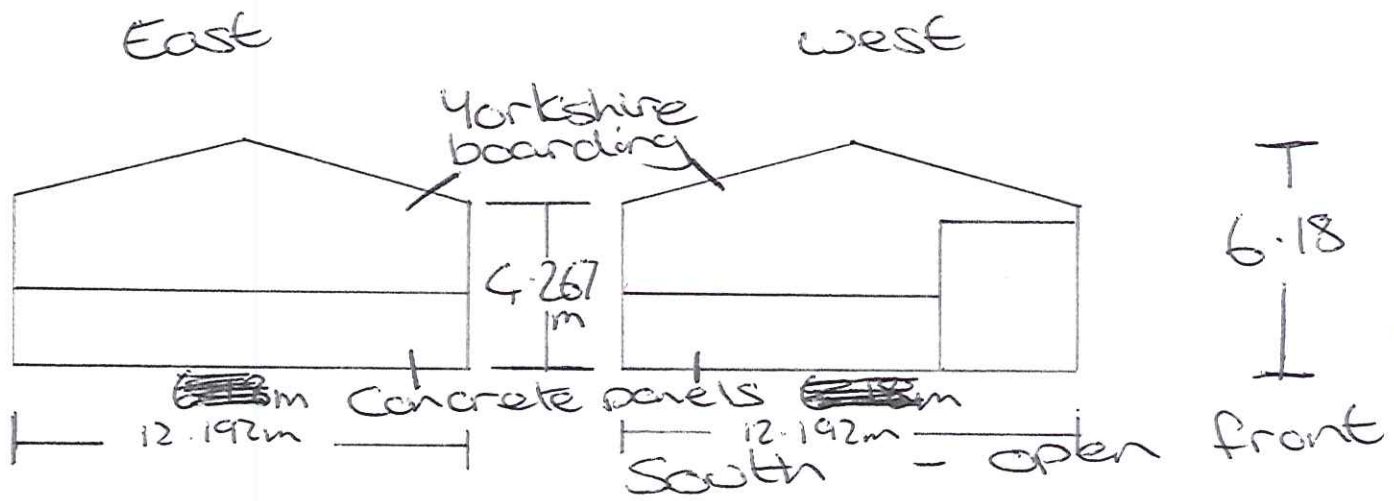 East
west
Yorkshire
boarding
4.267
m
6.18
m Concrete panels m
12.192m
12.192m
South - open front